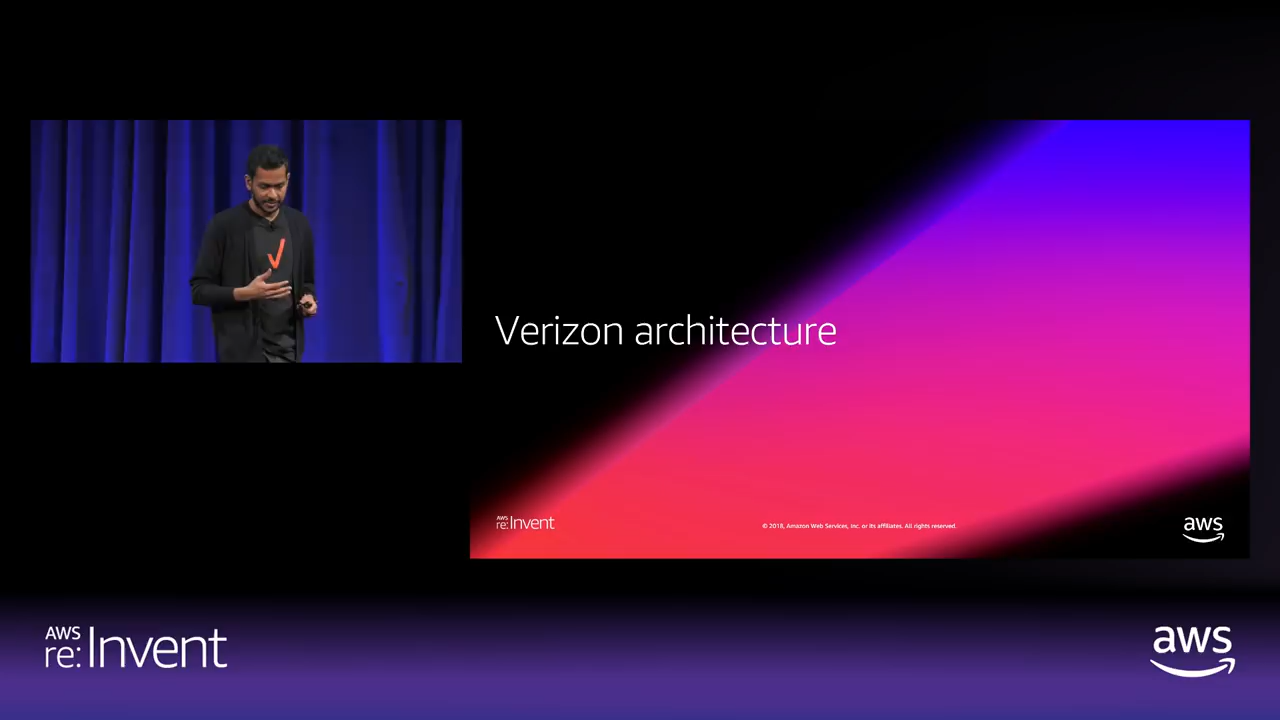 Verizon architecture
AWS
re:Invent
© 2018, Amazon Web Services, Inc. or its affiliates. All rights reserved.
aws
AWS
re:Invent
aws